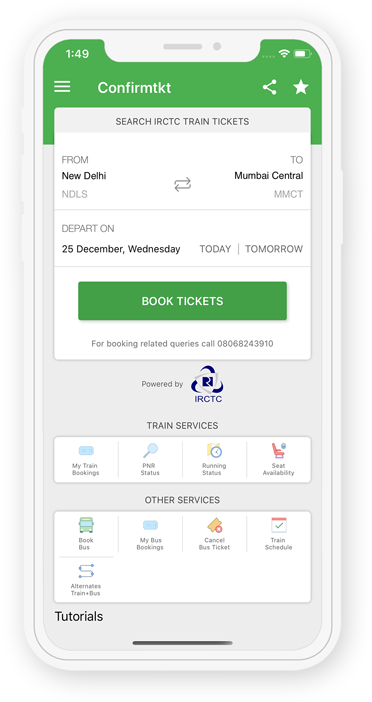 1:49
Confirmtkt
SEARCH IRCTC TRAIN TICKETS
FROM TO
New Delhi Mumbai Central
NDLS MMCT
DEPART ON
25 December, Wednesday TODAY TOMORROW
BOOK TICKETS
For booking related queries call 08068243910
Powered by
IRCTC
TRAIN SERVICES
My Train
Bookings
PNR
Status
Running
Status
Seat
Availability
OTHER SERVICES
Book
Bus
My Bus
Bookings
Cancel
Bus Ticket
Train
Schedule
Alternates
Train+Bus
Tutorials